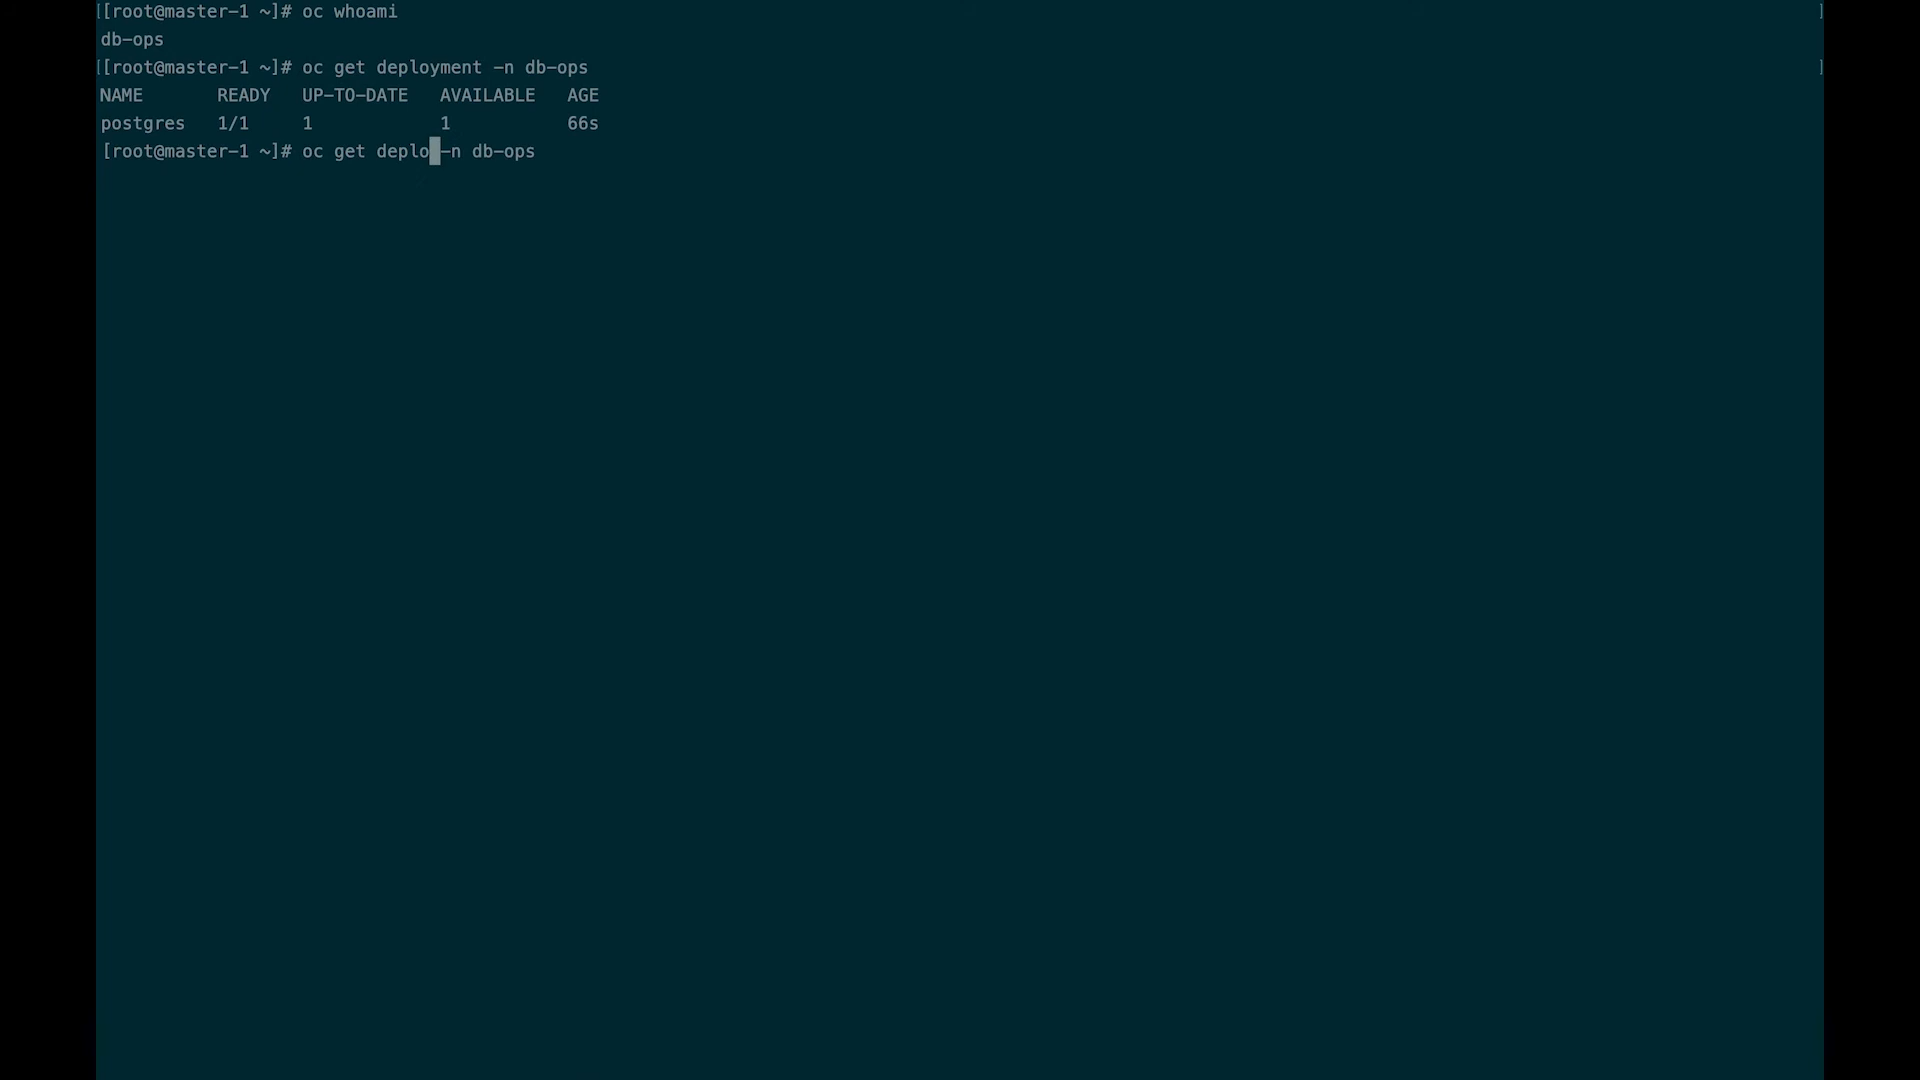 [[root@master-1 ~]# oc whoami ]
db-ops
[[root@master-1 ~]# oc get deployment -n db-ops ]
NAME       READY   UP-TO-DATE   AVAILABLE   AGE
postgres   1/1     1            1           66s
[root@master-1 ~]# oc get deplo -n db-ops